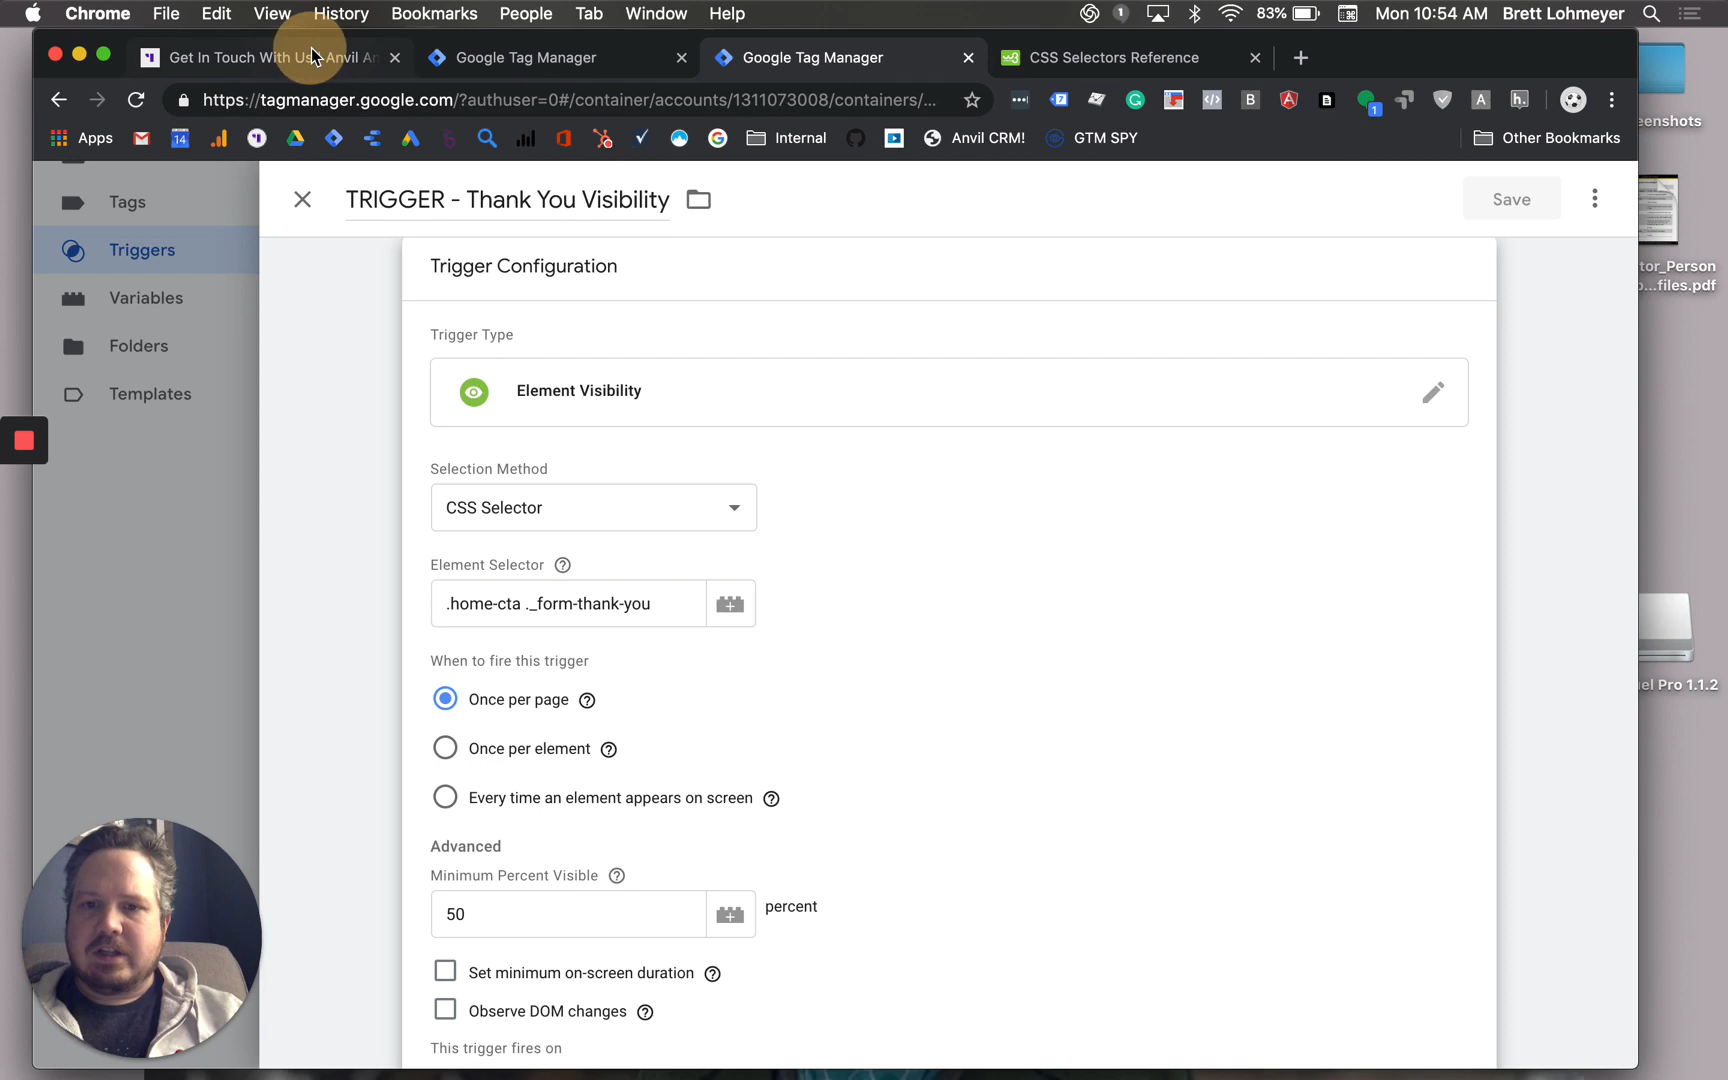 Chrome File Edit View History Bookmarks People Tab Window Help 1 83% Mon 10:54 AM Brett Lohmeyer
Get In Touch With Us Anvil An Google Tag Manager Google Tag Manager CSS Selectors Reference
https://tagmanager.google.com/?authuser=0#/container/accounts/1311073008/containers/...
Apps 14 Internal Anvil CRM! GTM SPY Other Bookmarks
eenshots
Tags
Triggers
Variables
Folders
Templates
TRIGGER - Thank You Visibility
Save
Trigger Configuration
Trigger Type
Element Visibility
Selection Method
CSS Selector
Element Selector
.home-cta ._form-thank-you
When to fire this trigger
Once per page
Once per element
Every time an element appears on screen
Advanced
Minimum Percent Visible
50 percent
Set minimum on-screen duration
Observe DOM changes
This trigger fires on
tor_Person
...files.pdf
el Pro 1.1.2